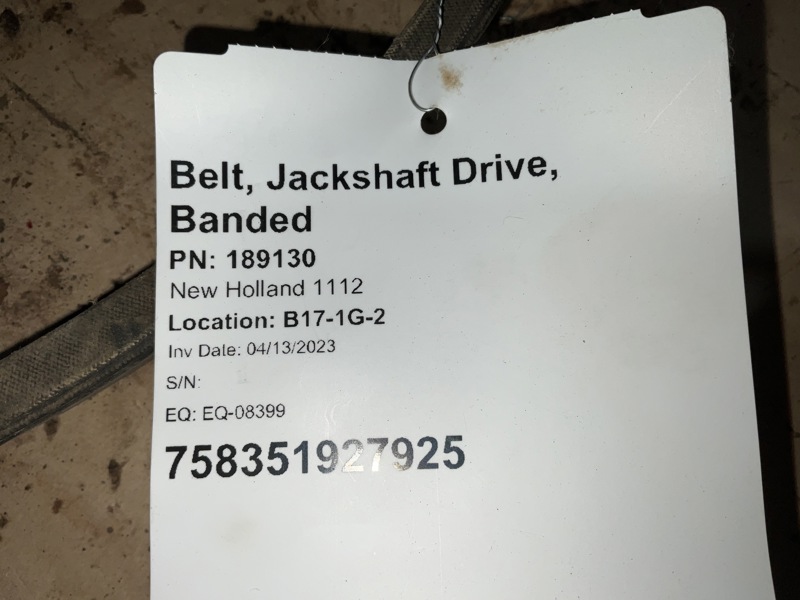 Belt, Jackshaft Drive,
Banded
PN: 189130
New Holland 1112
Location: B17-1G-2
Inv Date: 04/13/2023
S/N:
EQ: EQ-08399
758351927925